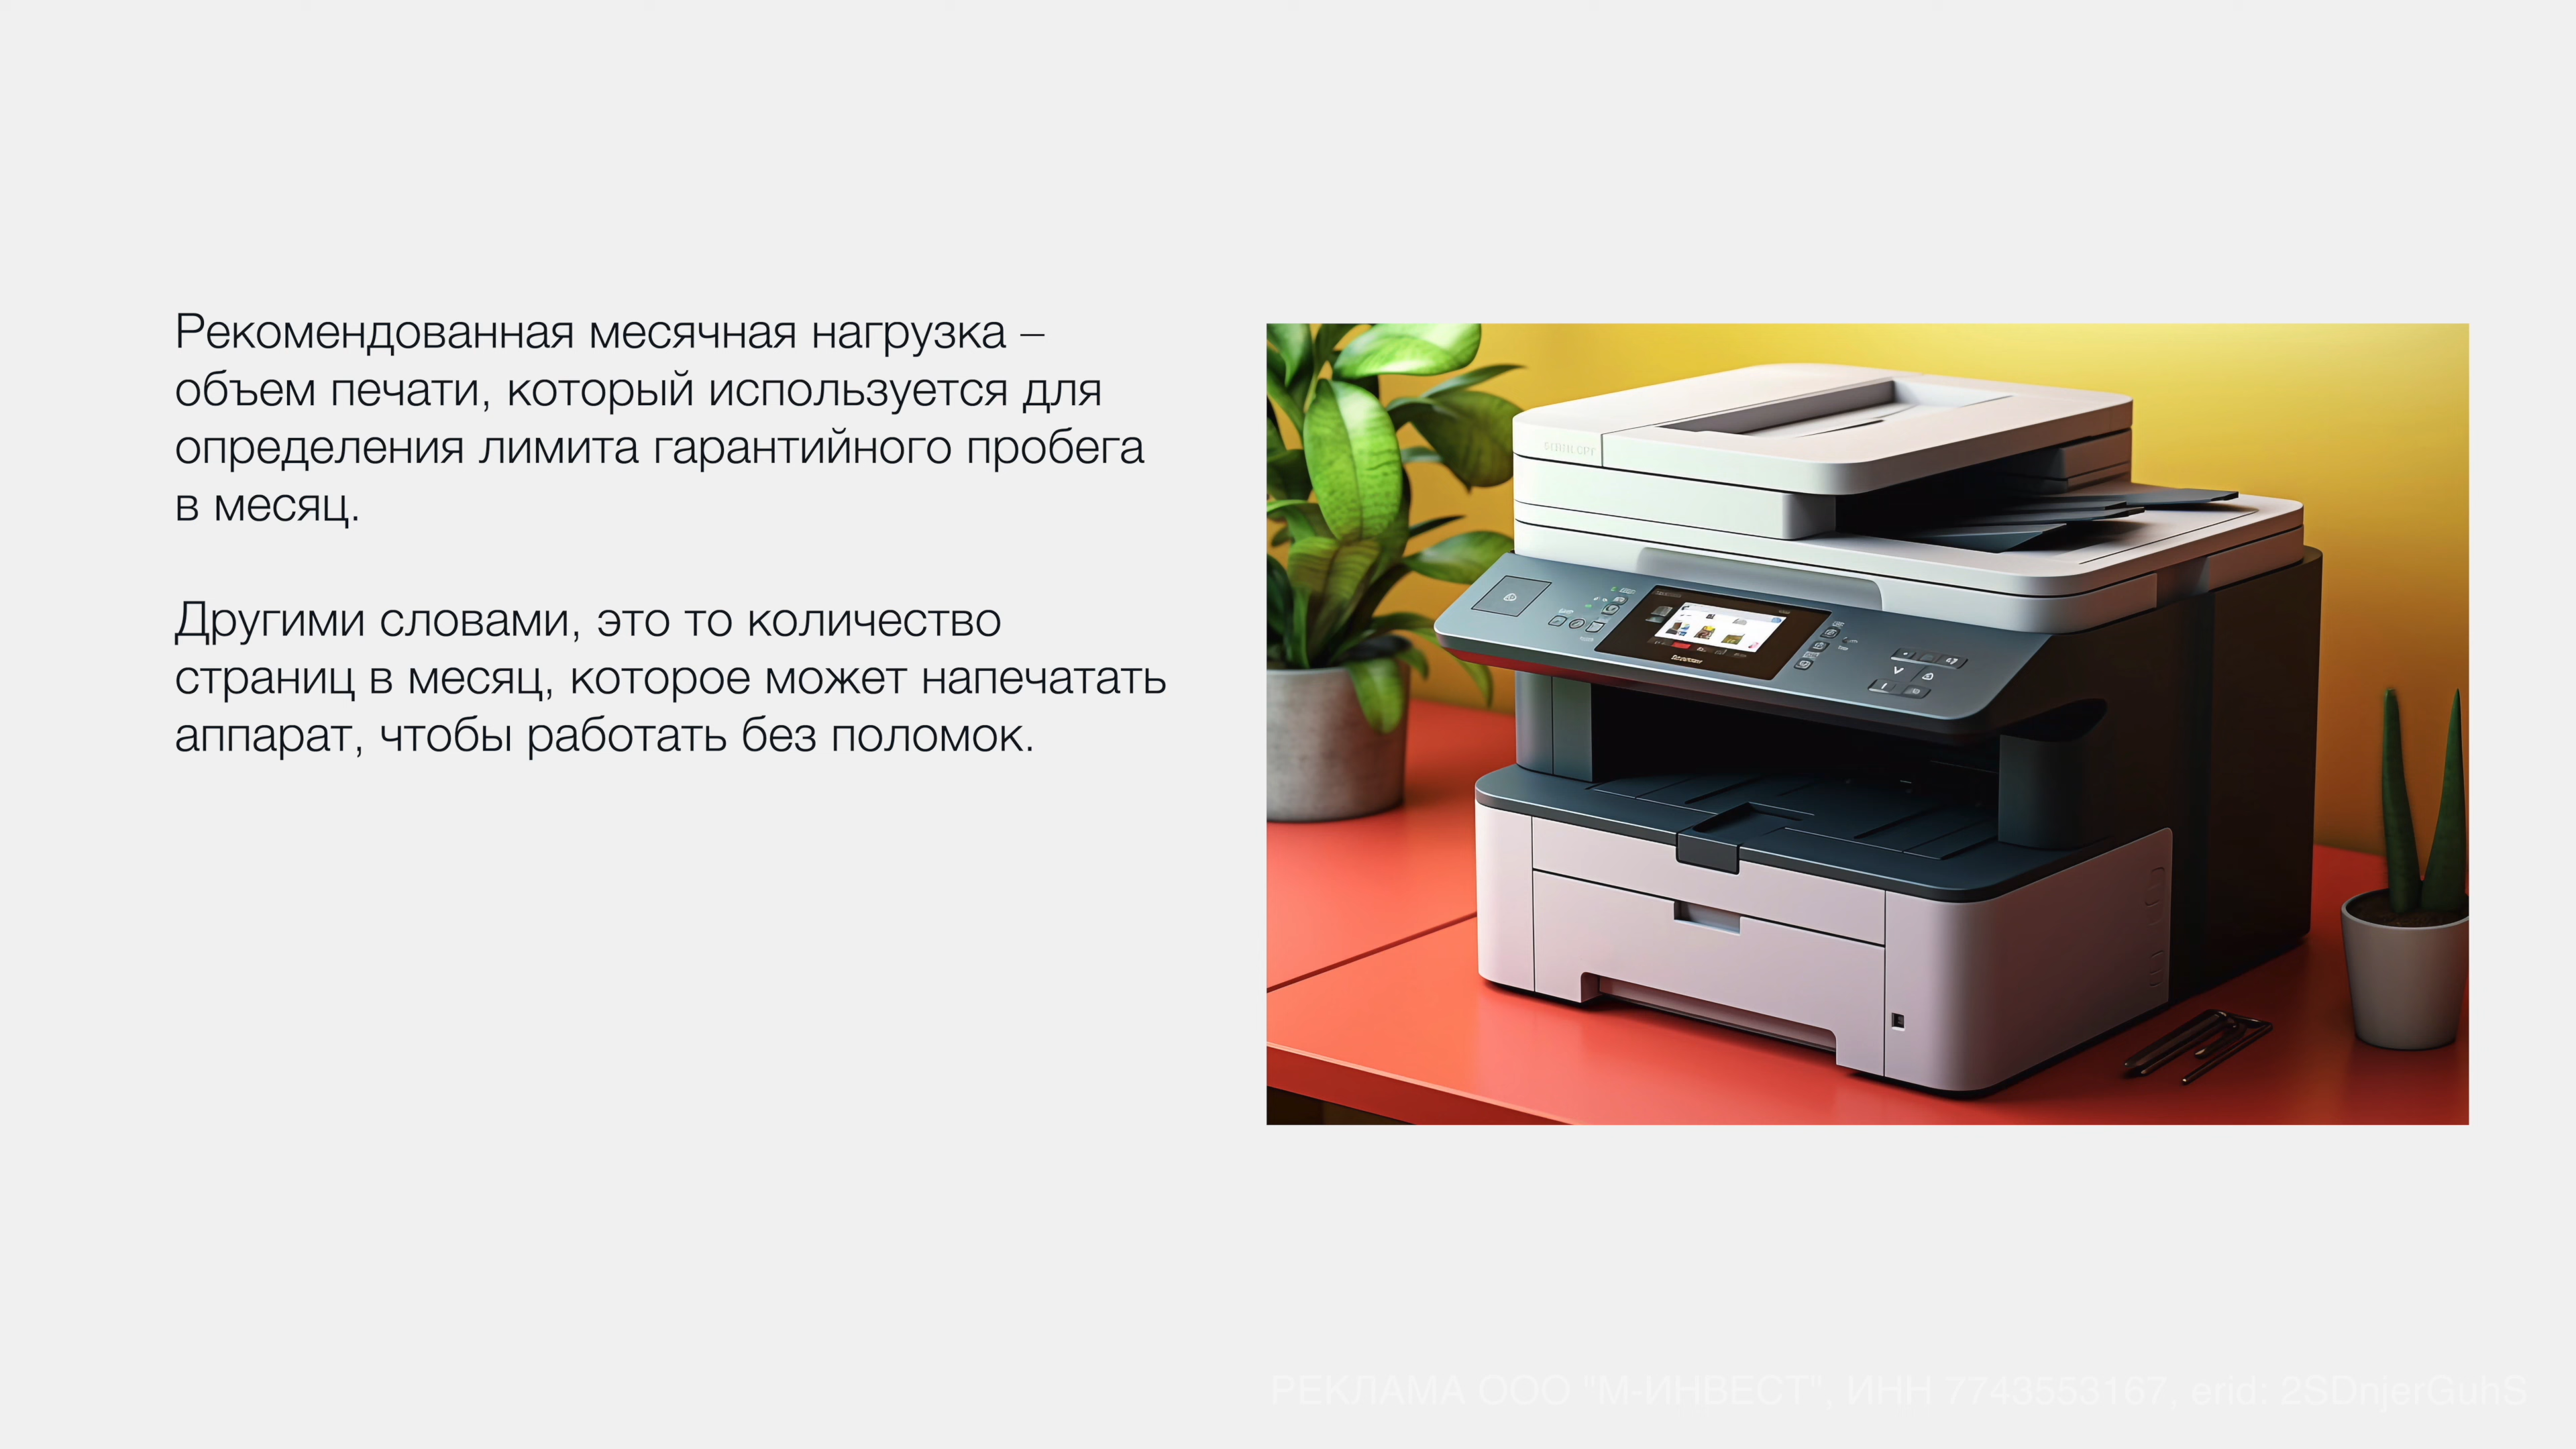 Рекомендованная месячная нагрузка –
объем печати, который используется для
определения лимита гарантийного пробега
в месяц.
Другими словами, это то количество
страниц в месяц, которое может напечатать
аппарат, чтобы работать без поломок.
РЕКЛАМА ООО "М-ИНВЕСТ", ИНН 7743553167, erid: 2SDnjerGuhS